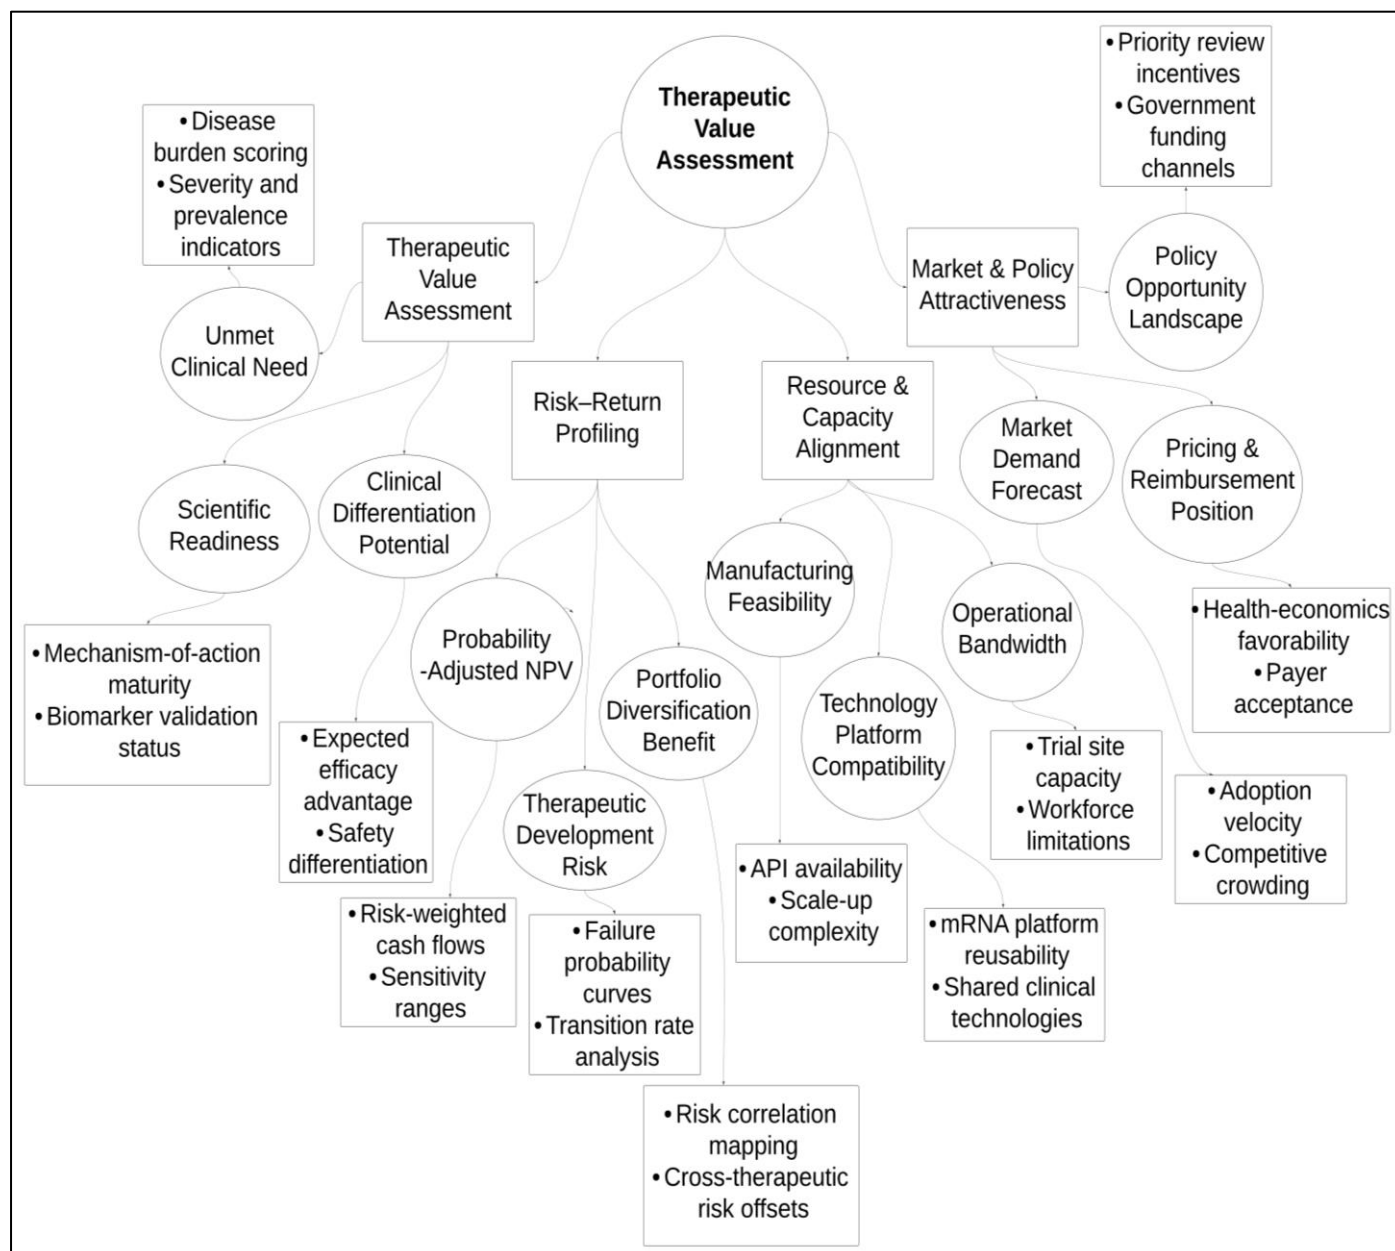 Therapeutic
Value
Assessment
• Priority review
incentives
• Government
funding
channels
• Disease
burden scoring
• Severity and
prevalence
indicators
Therapeutic
Value
Assessment
Market & Policy
Attractiveness
Policy
Opportunity
Landscape
Unmet
Clinical Need
Risk–Return
Profiling
Resource &
Capacity
Alignment
Market
Demand
Forecast
Pricing &
Reimbursement
Position
Scientific
Readiness
Clinical
Differentiation
Potential
Manufacturing
Feasibility
Operational
Bandwidth
Probability
-Adjusted NPV
Portfolio
Diversification
Benefit
Technology
Platform
Compatibility
• Health-economics
favorability
• Payer
acceptance
• Mechanism-of-action
maturity
• Biomarker validation
status
• Expected
efficacy
advantage
• Safety
differentiation
Therapeutic
Development
Risk
• Trial site
capacity
• Workforce
limitations
• Adoption
velocity
• Competitive
crowding
• API availability
• Scale-up
complexity
• Risk-weighted
cash flows
• Sensitivity
ranges
• Failure
probability
curves
• Transition rate
analysis
• mRNA platform
reusability
• Shared clinical
technologies
• Risk correlation
mapping
• Cross-therapeutic
risk offsets